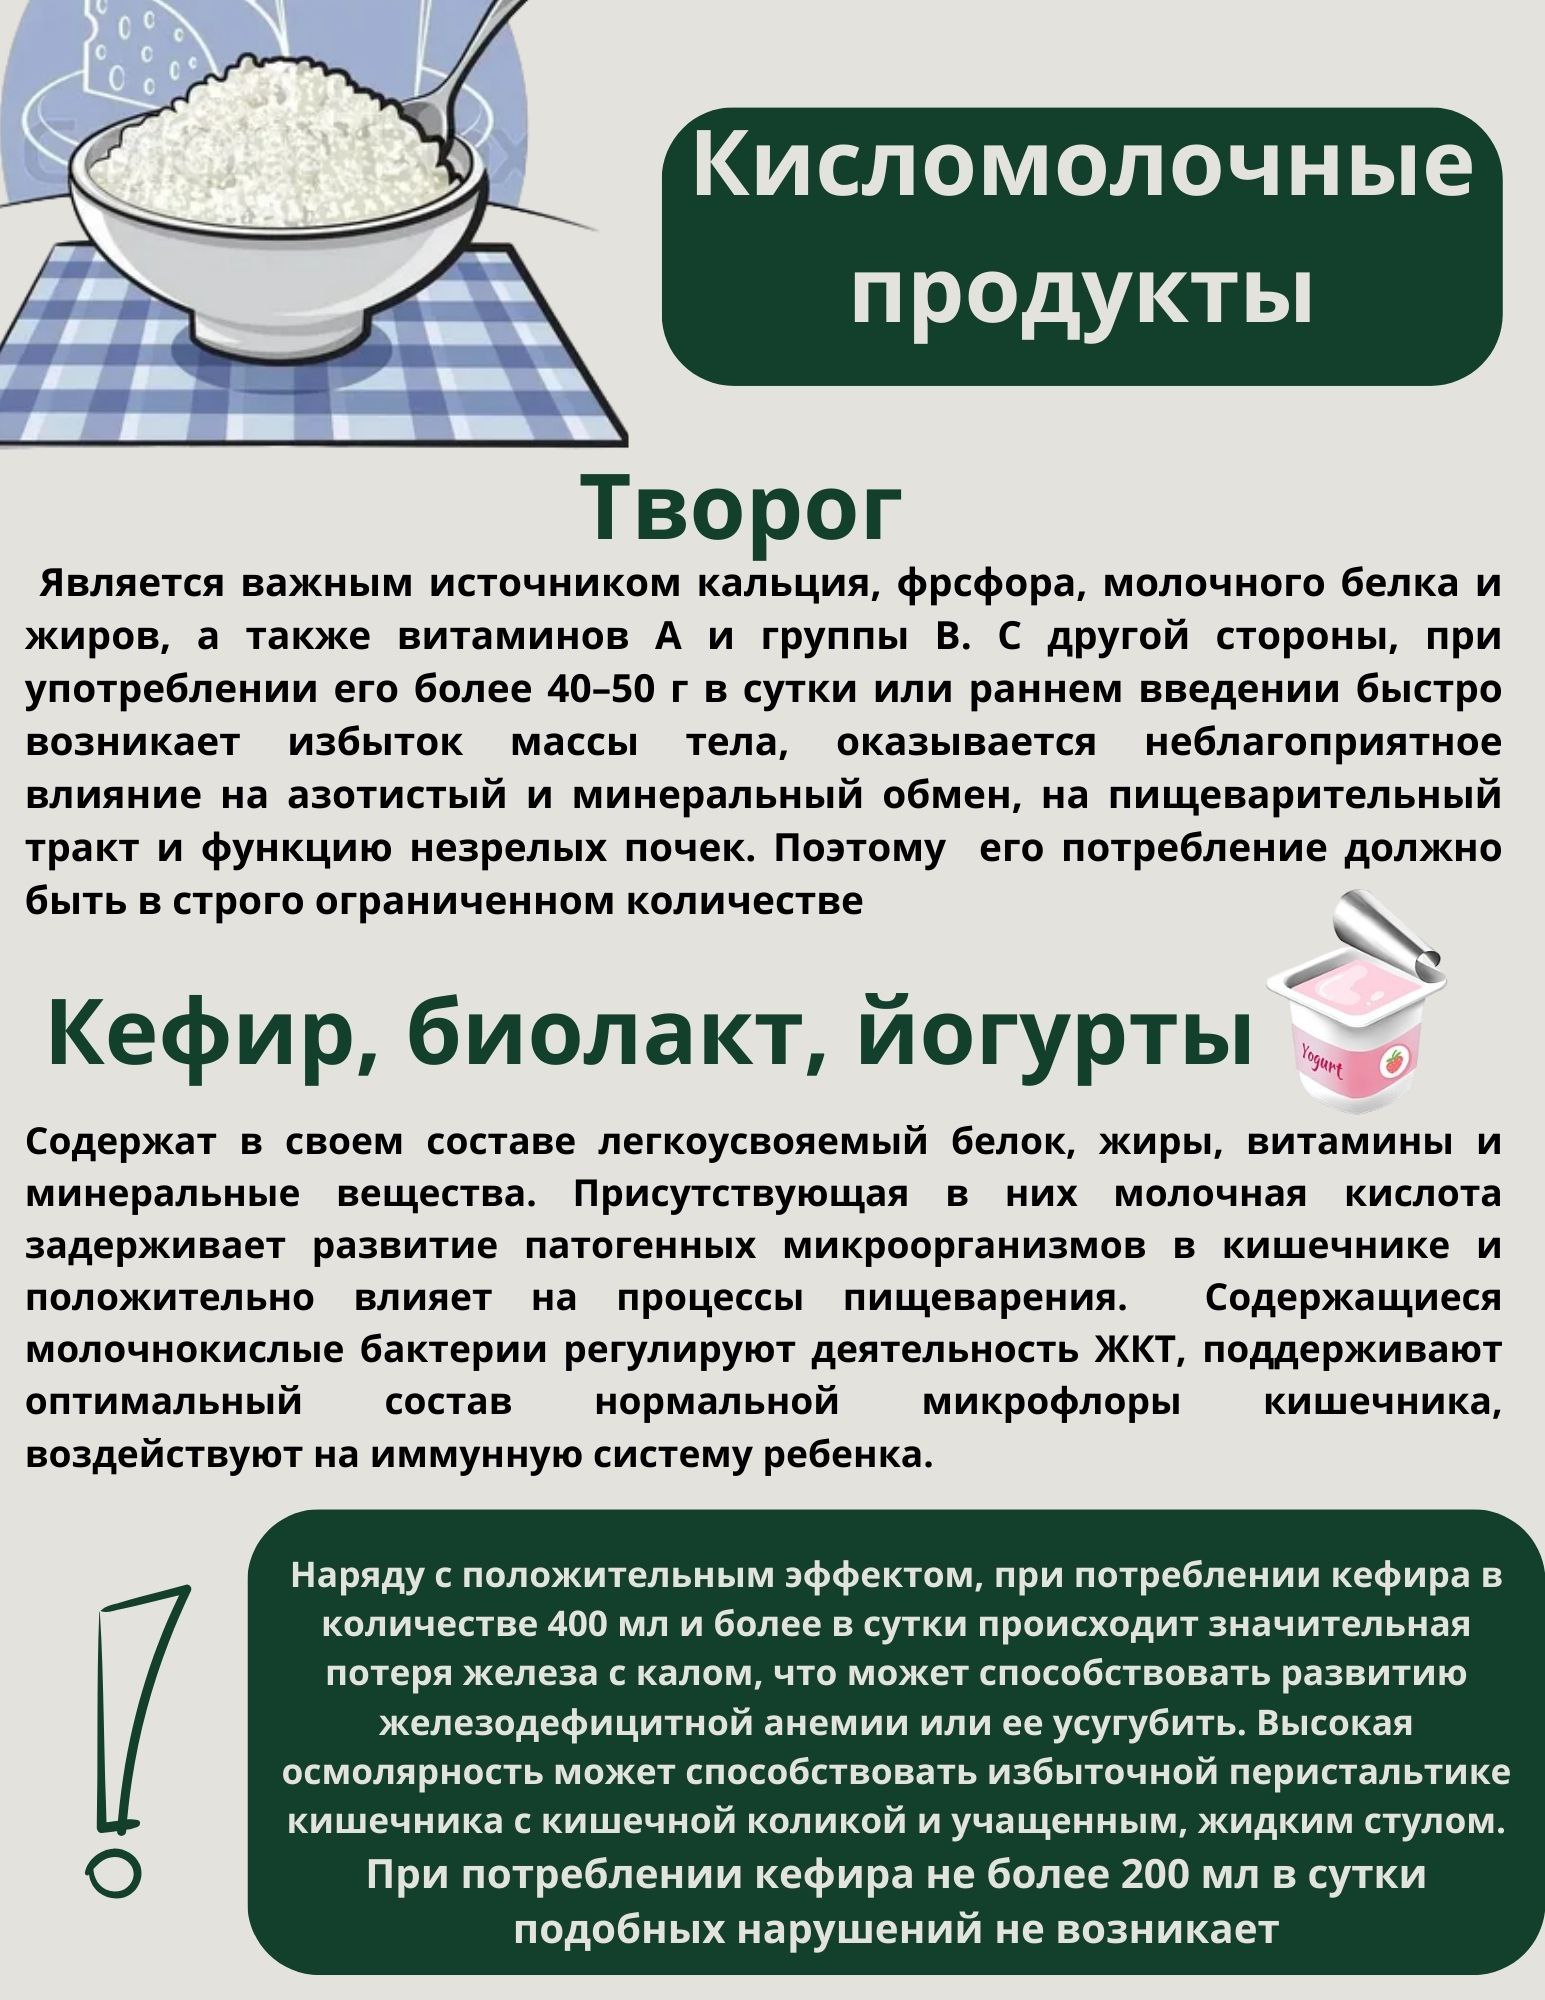 Кисломолочные
продукты
Творог
Является важным источником кальция, фрсфора, молочного белка и
жиров, а также витаминов А и группы В. С другой стороны, при
употреблении его более 40–50 г в сутки или раннем введении быстро
возникает избыток массы тела, оказывается неблагоприятное
влияние на азотистый и минеральный обмен, на пищеварительный
тракт и функцию незрелых почек. Поэтому его потребление должно
быть в строго ограниченном количестве
Кефир, биолакт, йогурты
Yogurt
Содержат в своем составе легкоусвояемый белок, жиры, витамины и
минеральные вещества. Присутствующая в них молочная кислота
задерживает развитие патогенных микроорганизмов в кишечнике и
положительно влияет на процессы пищеварения. Содержащиеся
молочнокислые бактерии регулируют деятельность ЖКТ, поддерживают
оптимальный состав нормальной микрофлоры кишечника,
воздействуют на иммунную систему ребенка.
Наряду с положительным эффектом, при потреблении кефира в
количестве 400 мл и более в сутки происходит значительная
потеря железа с калом, что может способствовать развитию
железодефицитной анемии или ее усугубить. Высокая
осмолярность может способствовать избыточной перистальтике
кишечника с кишечной коликой и учащенным, жидким стулом.
При потреблении кефира не более 200 мл в сутки
подобных нарушений не возникает
!